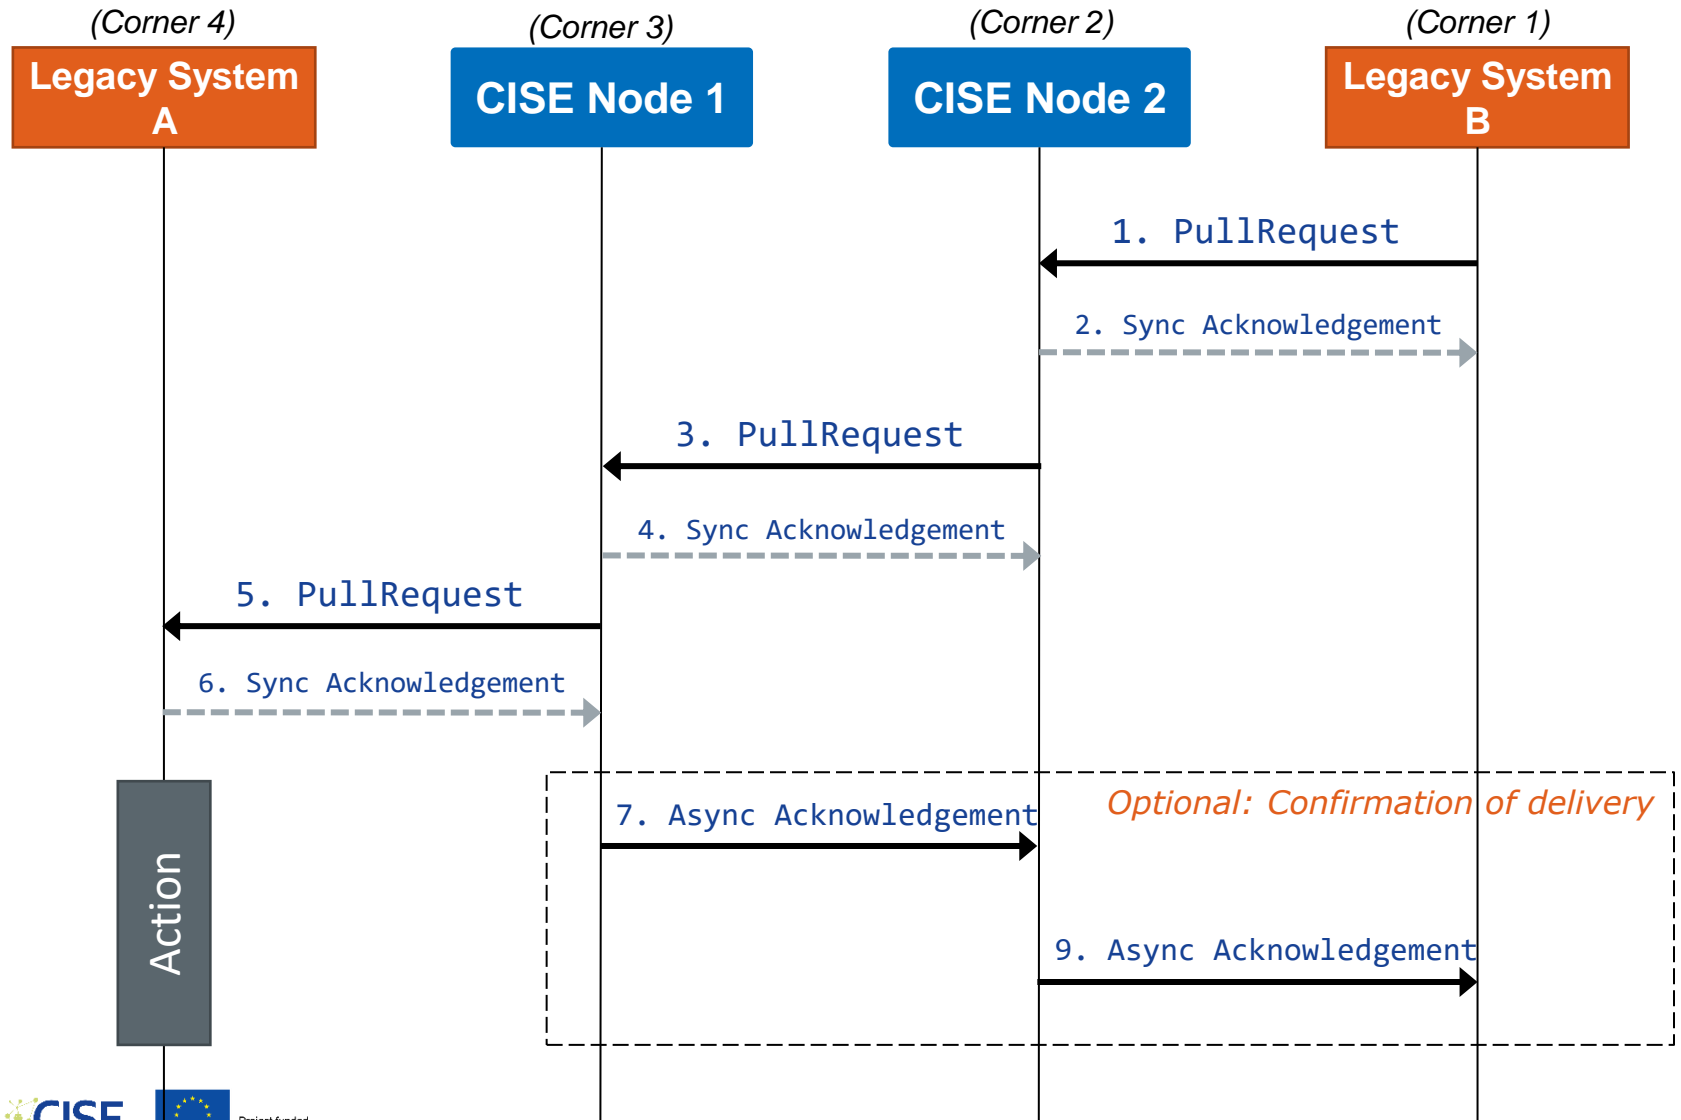 (Corner 4)
(Corner 3)
(Corner 2)
(Corner 1)
Legacy System
A
CISE Node 1
CISE Node 2
Legacy System
B
1. PullRequest
2. Sync Acknowledgement
3. PullRequest
4. Sync Acknowledgement
5. PullRequest
6. Sync Acknowledgement
Optional: Confirmation of delivery
7. Async Acknowledgement
Action
9. Async Acknowledgement
CISE
Project funded